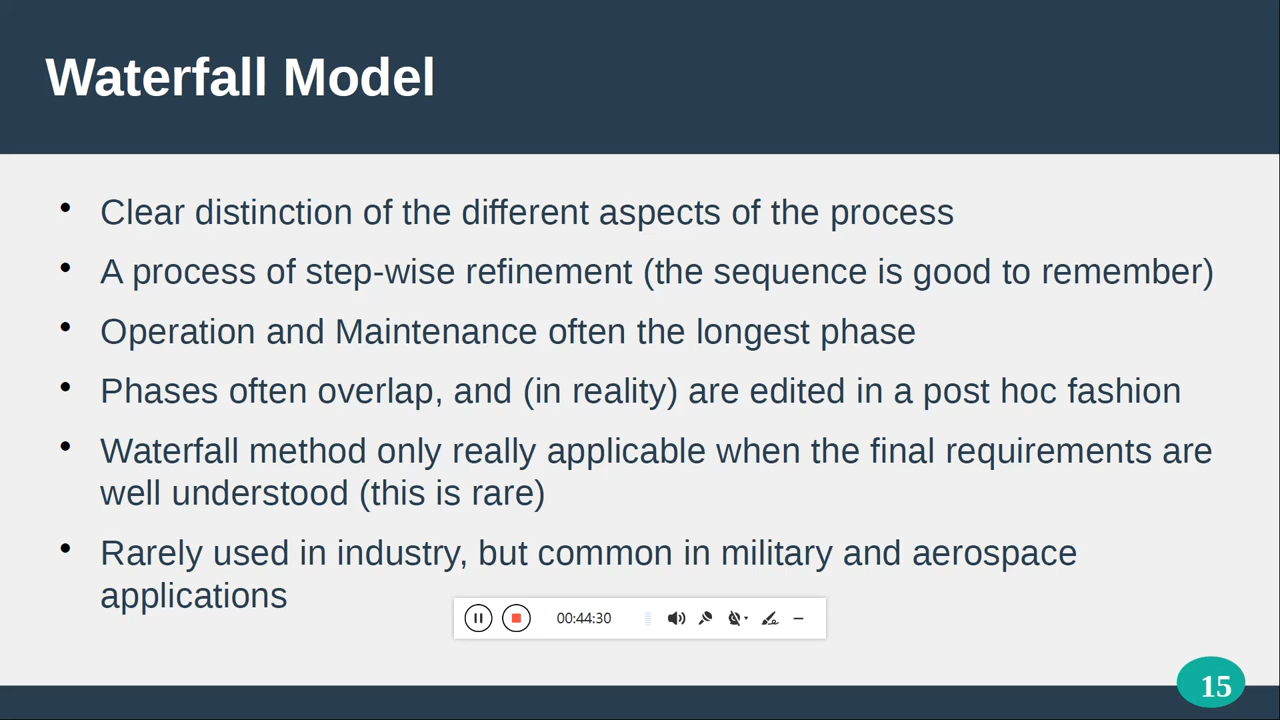 Waterfall Model
• Clear distinction of the different aspects of the process
• A process of step-wise refinement (the sequence is good to remember)
• Operation and Maintenance often the longest phase
• Phases often overlap, and (in reality) are edited in a post hoc fashion
• Waterfall method only really applicable when the final requirements are
well understood (this is rare)
• Rarely used in industry, but common in military and aerospace
applications
00:44:30
15